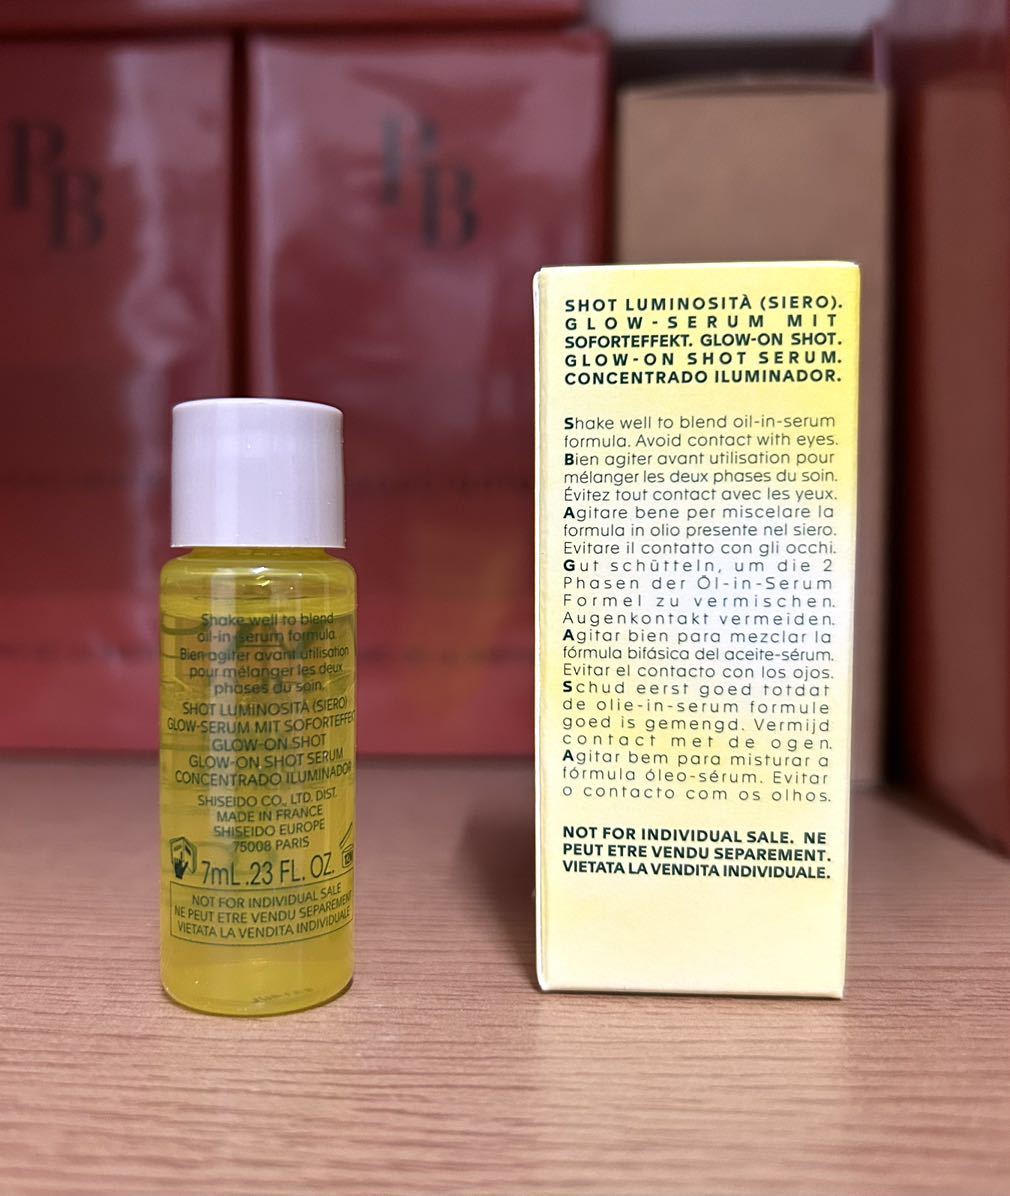 PB
PB
Shake well to blend
oil-in-serum formula.
Bien agiter avant utilisation
pour mélanger les deux
phases du soin.
SHOT LUMINOSITÀ (SIERO)
GLOW-SERUM MIT SOFORTEFFEKT
GLOW-ON SHOT
GLOW-ON SHOT SERUM
CONCENTRADO ILUMINADOR
SHISEIDO CO., LTD. DIST.
MADE IN FRANCE
SHISEIDO EUROPE
75008 PARIS
7mL .23 FL. OZ.
12M
NOT FOR INDIVIDUAL SALE
NE PEUT ETRE VENDU SEPAREMENT
VIETATA LA VENDITA INDIVIDUALE
SHOT LUMINOSITÀ (SIERO).
GLOW-SERUM MIT
SOFORTEFFEKT. GLOW-ON SHOT.
GLOW-ON SHOT SERUM.
CONCENTRADO ILUMINADOR.
Shake well to blend oil-in-serum
formula. Avoid contact with eyes.
Bien agiter avant utilisation pour
mélanger les deux phases du soin.
Évitez tout contact avec les yeux.
Agitare bene per miscelare la
formula in olio presente nel siero.
Evitare il contatto con gli occhi.
Gut schütteln, um die 2
Phasen der Öl-in-Serum
Formel zu vermischen.
Augenkontakt vermeiden.
Agitar bien para mezclar la
fórmula bifásica del aceite-sérum.
Evitar el contacto con los ojos.
Schud eerst goed totdat
de olie-in-serum formule
goed is gemengd. Vermijd
contact met de ogen.
Agitar bem para misturar a
fórmula óleo-sérum. Evitar
o contacto com os olhos.
NOT FOR INDIVIDUAL SALE. NE
PEUT ETRE VENDU SEPAREMENT.
VIETATA LA VENDITA INDIVIDUALE.